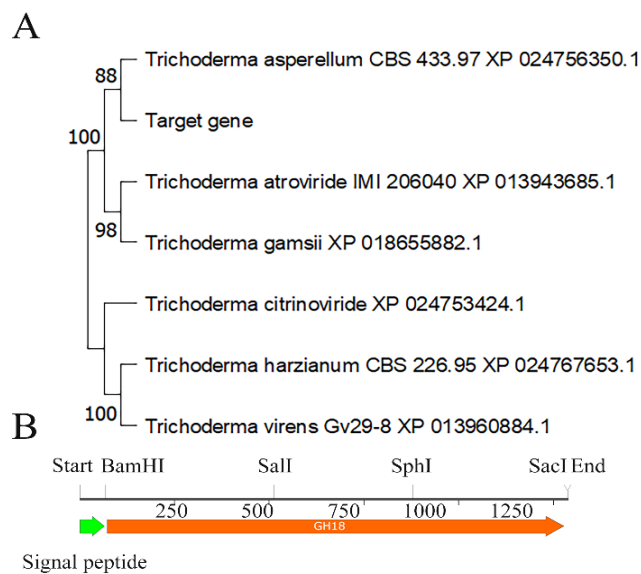 A
Trichoderma asperellum CBS 433.97 XP 024756350.1
88
Target gene
100
Trichoderma atroviride IMI 206040 XP 013943685.1
98
Trichoderma gamsii XP 018655882.1
Trichoderma citrinoviride XP 024753424.1
Trichoderma harzianum CBS 226.95 XP 024767653.1
100
Trichoderma virens Gv29-8 XP 013960884.1
B
Start BamHI SalI SphI SacI End
250 500 750 1000 1250
GH18
Signal peptide